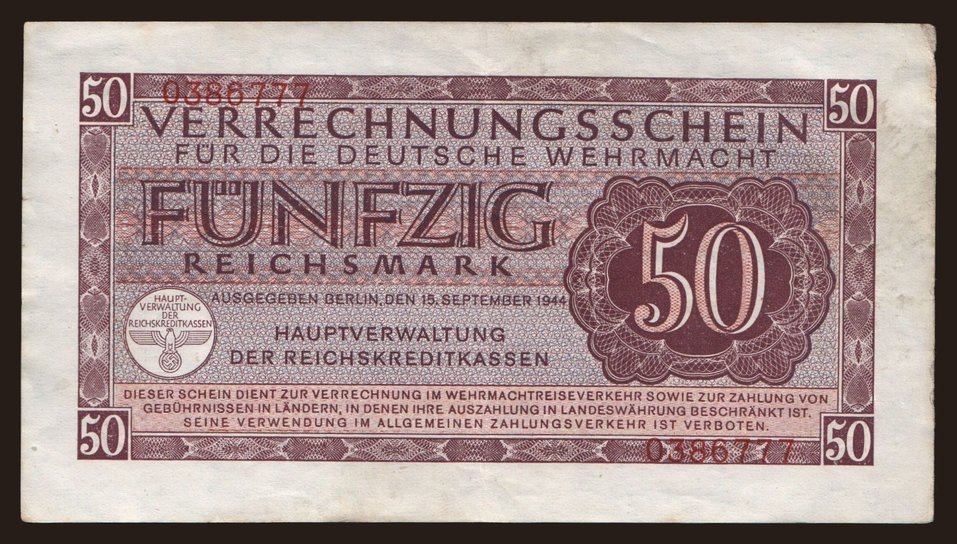 50
0386777
50
VERRECHNUNGSSCHEIN
FÜR DIE DEUTSCHE WEHRMACHT
FÜNFZIG
REICHSMARK
50
AUSGEGEBEN BERLIN, DEN 15. SEPTEMBER 1944
HAUPT-
VERWALTUNG
DER
REICHSKREDITKASSEN
HAUPTVERWALTUNG
DER REICHSKREDITKASSEN
DIESER SCHEIN DIENT ZUR VERRECHNUNG IM WEHRMACHTREISEVERKEHR SOWIE ZUR ZAHLUNG VON
GEBÜHRNISSEN IN LÄNDERN, IN DENEN IHRE AUSZAHLUNG IN LANDESWÄHRUNG BESCHRÄNKT IST.
SEINE VERWENDUNG IM ALLGEMEINEN ZAHLUNGSVERKEHR IST VERBOTEN.
50
0386777
50